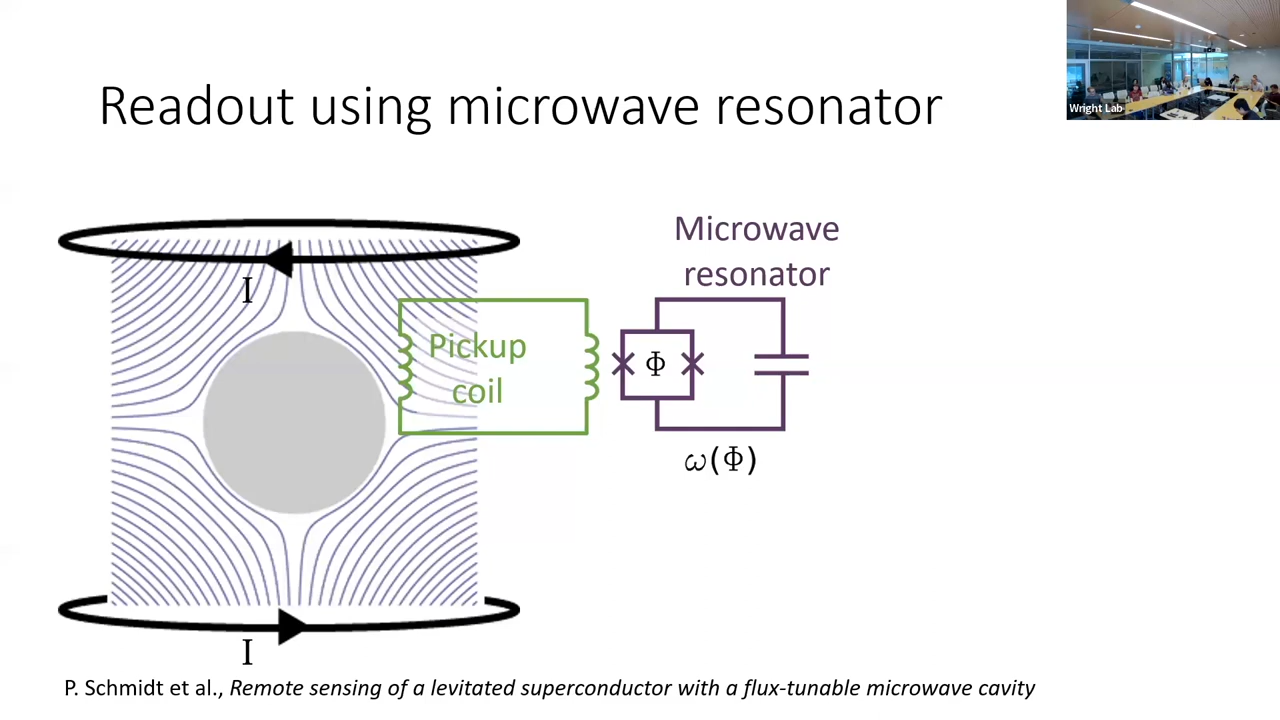 Readout using microwave resonator
Wright Lab
Microwave
resonator
I
Pickup
coil
Φ
ω(Φ)
I
P. Schmidt et al., Remote sensing of a levitated superconductor with a flux-tunable microwave cavity